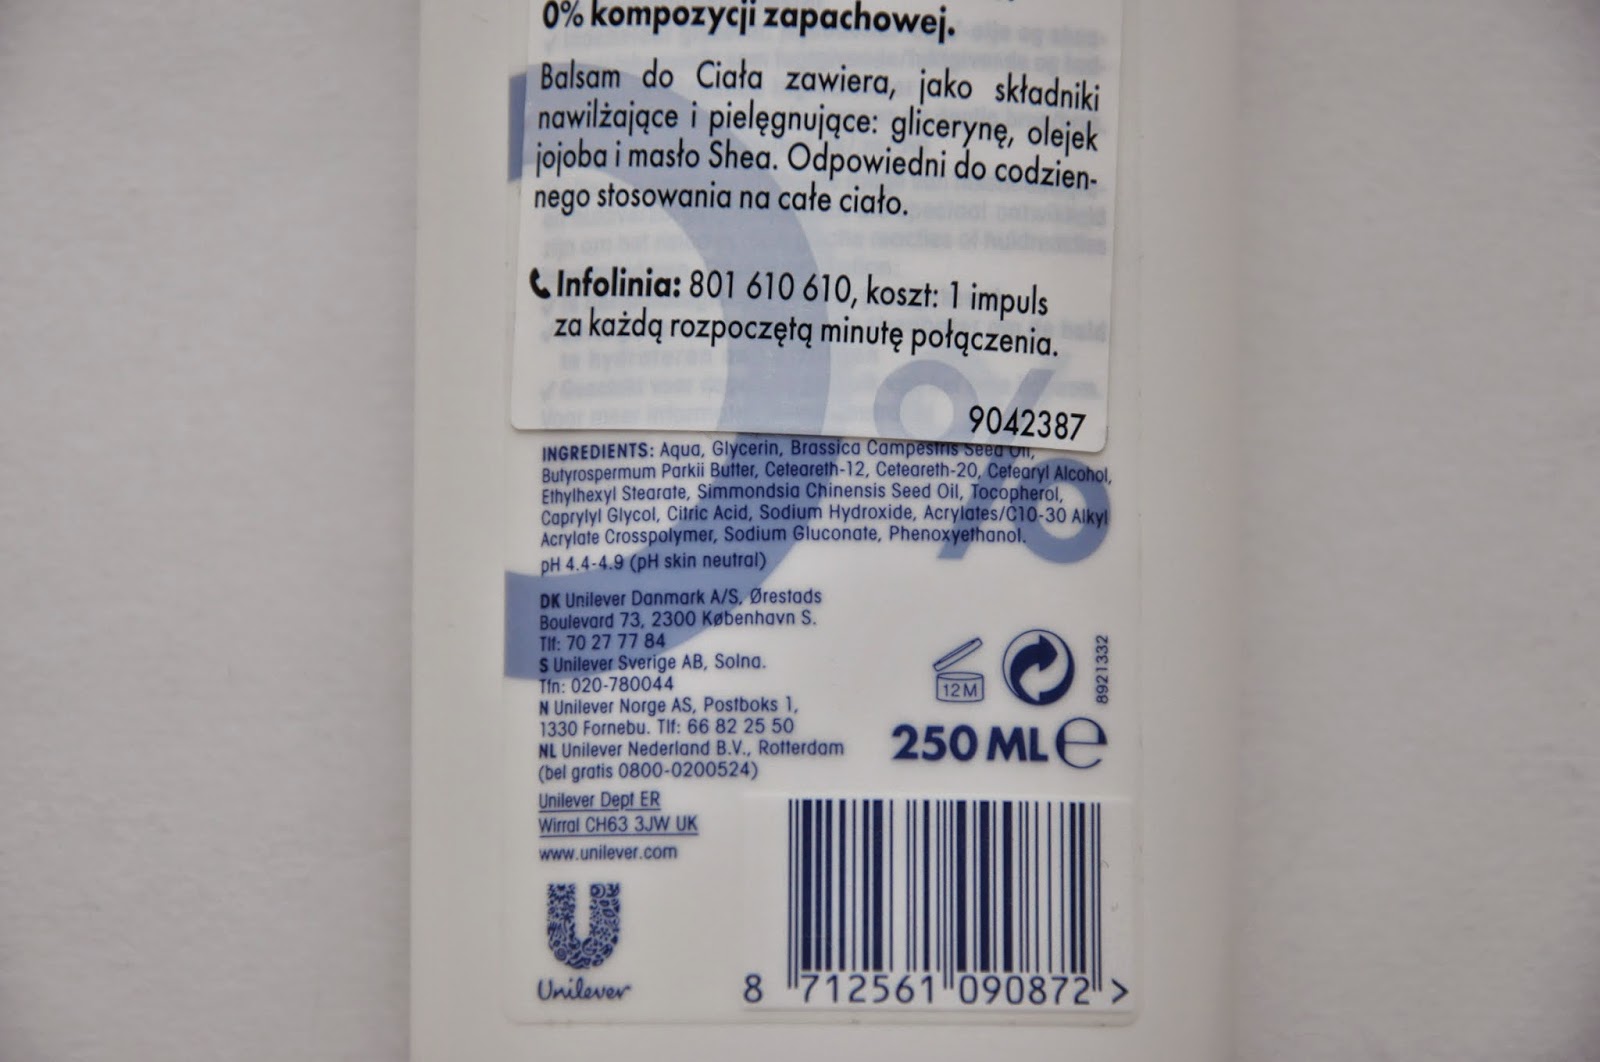 0% kompozycji zapachowej.
Balsam do Ciała zawiera, jako składniki
nawilżające i pielęgnujące: glicerynę, olejek
jojoba i masło Shea. Odpowiedni do codzien-
nego stosowania na całe ciało.
Infolinia: 801 610 610, koszt: 1 impuls
za każdą rozpoczętą minutę połączenia.
9042387
INGREDIENTS: Aqua, Glycerin, Brassica Campestris Seed Oil,
Butyrospermum Parkii Butter, Ceteareth-12, Ceteareth-20, Cetearyl Alcohol,
Ethylhexyl Stearate, Simmondsia Chinensis Seed Oil, Tocopherol,
Caprylyl Glycol, Citric Acid, Sodium Hydroxide, Acrylates/C10-30 Alkyl
Acrylate Crosspolymer, Sodium Gluconate, Phenoxyethanol.
pH 4.4-4.9 (pH skin neutral)
%
DK Unilever Danmark A/S, Ørestads
Boulevard 73, 2300 København S.
Tlf: 70 27 77 84
S Unilever Sverige AB, Solna.
Tfn: 020-780044
N Unilever Norge AS, Postboks 1,
1330 Fornebu. Tlf: 66 82 25 50
NL Unilever Nederland B.V., Rotterdam
(bel gratis 0800-0200524)
Unilever Dept ER
Wirral CH63 3JW UK
www.unilever.com
Unilever
12M
8921332
250 ML e
8 712561 090872 >